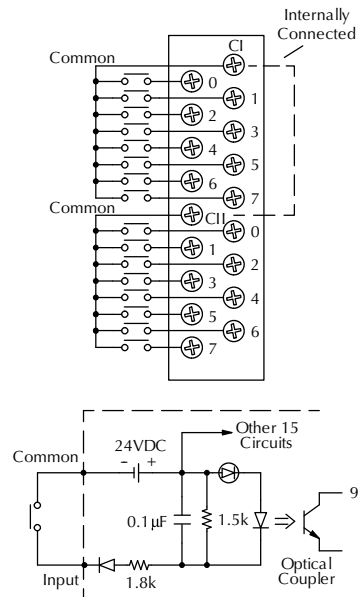 Internally
Connected
CI
Common
0
1
2
3
4
5
6
7
Common
CII
0
1
2
3
4
5
6
7
Other 15
Circuits
24VDC
Common
- +
9
0.1μF
1.5k
Optical
Coupler
Input
1.8k